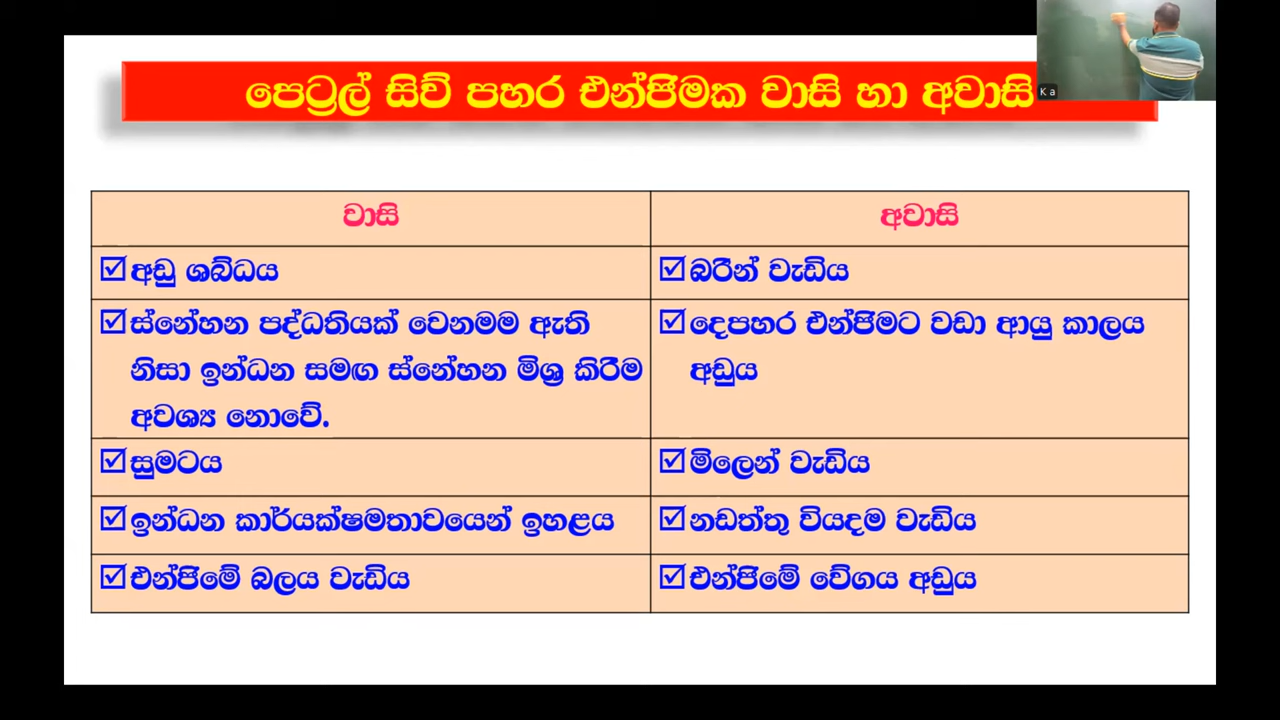 පෙට්‍රල් සිව් පහර එන්ජිමක වාසි හා අවාසි
K a
වාසි
අවාසි
☑අඩු ශබ්ධය
☑බරින් වැඩිය
☑ස්නේහන පද්ධතියක් වෙනමම ඇති
නිසා ඉන්ධන සමඟ ස්නේහන මිශ්‍ර කිරීම
අවශ්‍ය නොවේ.
☑දෙපහර එන්ජිමට වඩා ආයු කාලය
අඩුය
☑සුමටය
☑මිලෙන් වැඩිය
☑ඉන්ධන කාර්යක්ෂමතාවයෙන් ඉහළය
☑නඩත්තු වියදම වැඩිය
☑එන්ජිමේ බලය වැඩිය
☑එන්ජිමේ වේගය අඩුය